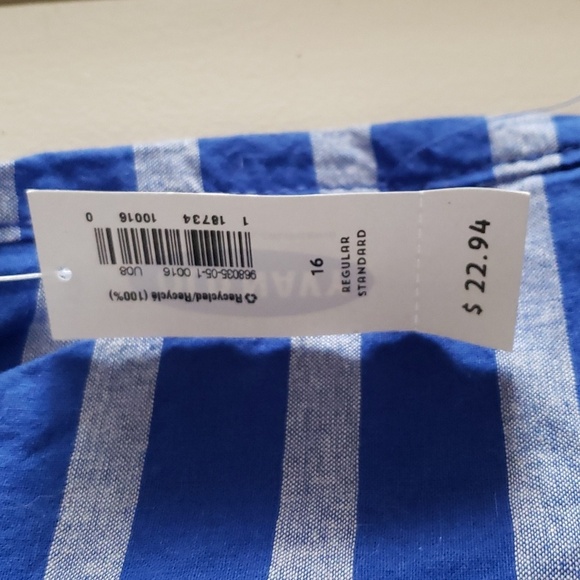 ♻ Recycled/Recyclé (100%)
968035-05-1 0016 U08
1 18734 10016 0
16
REGULAR
STANDARD
$ 22.94